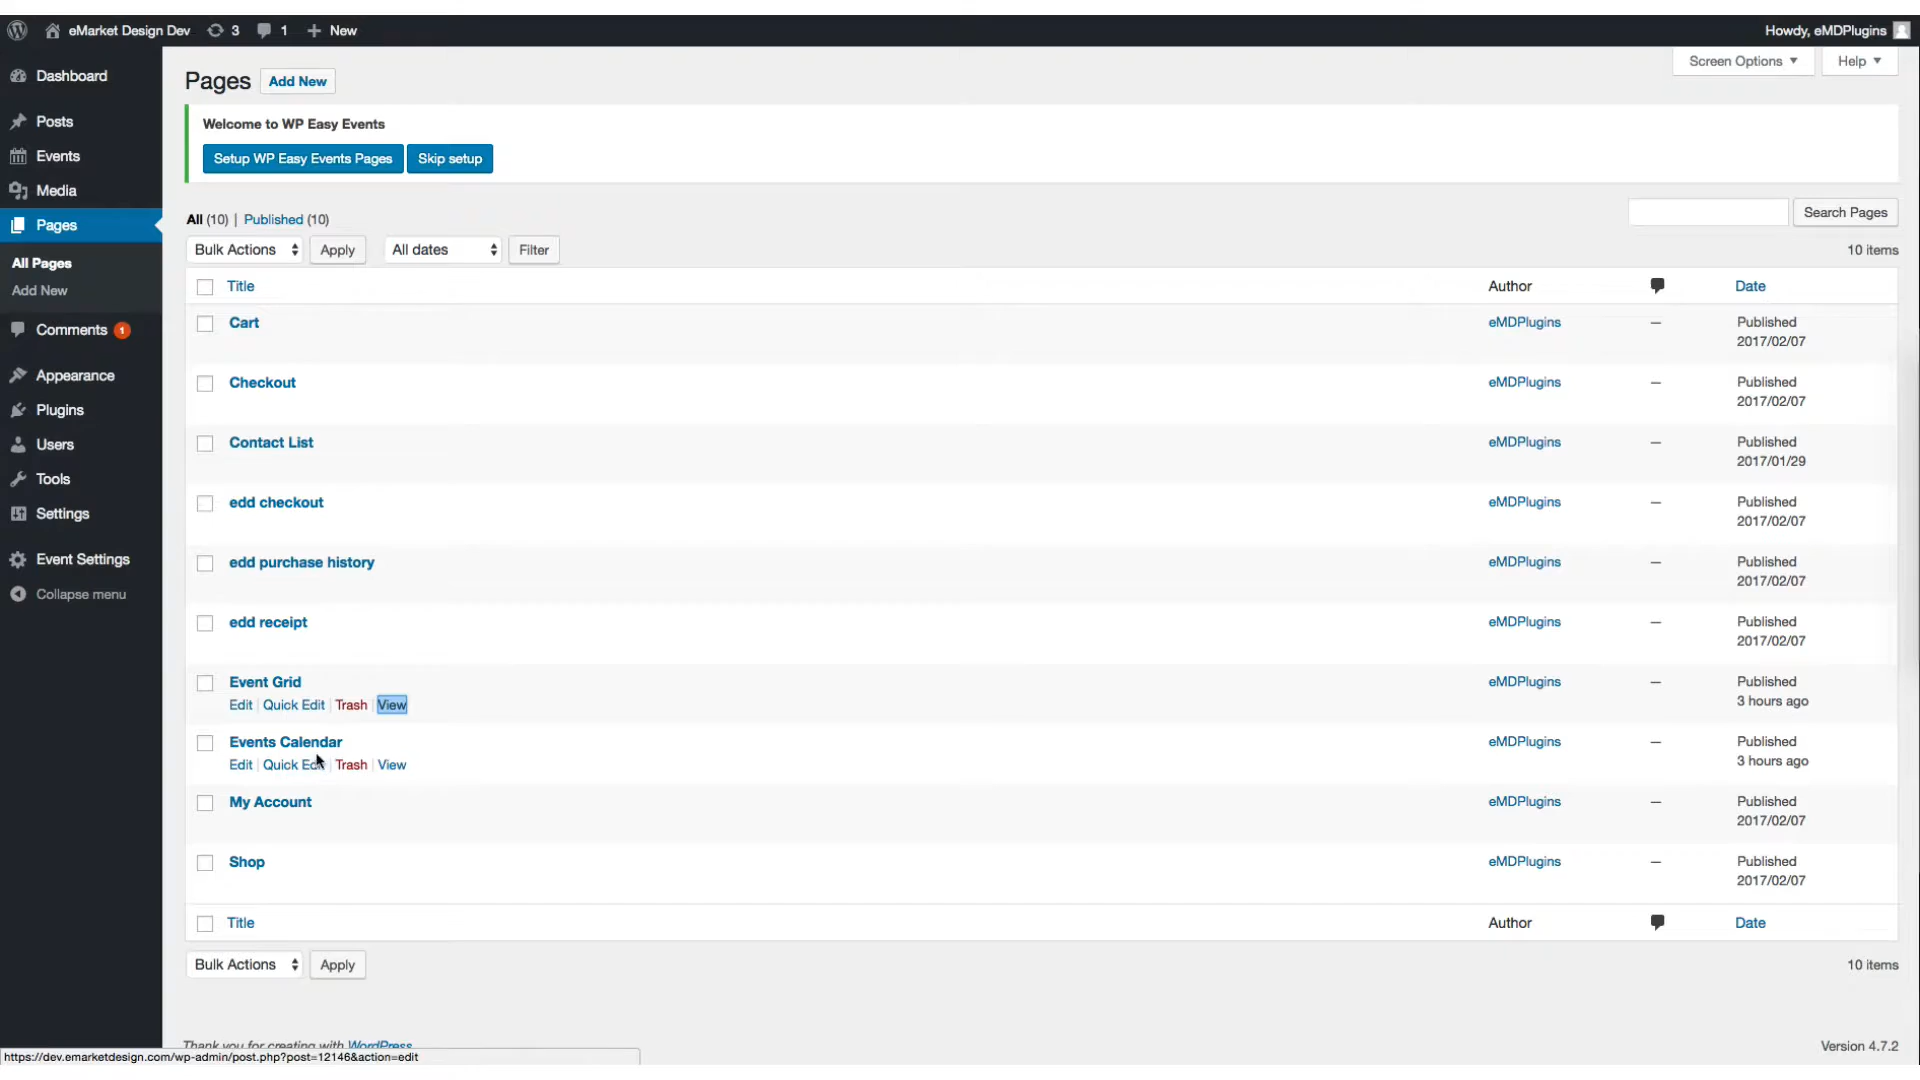 eMarket Design Dev 3 1 New Howdy, eMDPlugins
Screen Options Help
Dashboard
Posts
Events
Media
Pages
All Pages
Add New
Comments 1
Appearance
Plugins
Users
Tools
Settings
Event Settings
Collapse menu
Pages Add New
Welcome to WP Easy Events
Setup WP Easy Events Pages Skip setup
All (10) | Published (10)
Search Pages
Bulk Actions Apply All dates Filter 10 items
Title Author Date
Cart eMDPlugins — Published
2017/02/07
Checkout eMDPlugins — Published
2017/02/07
Contact List eMDPlugins — Published
2017/01/29
edd checkout eMDPlugins — Published
2017/02/07
edd purchase history eMDPlugins — Published
2017/02/07
edd receipt eMDPlugins — Published
2017/02/07
Event Grid eMDPlugins — Published
Edit | Quick Edit | Trash | View 3 hours ago
Events Calendar eMDPlugins — Published
Edit | Quick Edit | Trash | View 3 hours ago
My Account eMDPlugins — Published
2017/02/07
Shop eMDPlugins — Published
2017/02/07
Title Author Date
Bulk Actions Apply 10 items
Thank you for creating with WordPress Version 4.7.2
https://dev.emarketdesign.com/wp-admin/post.php?post=12146&action=edit